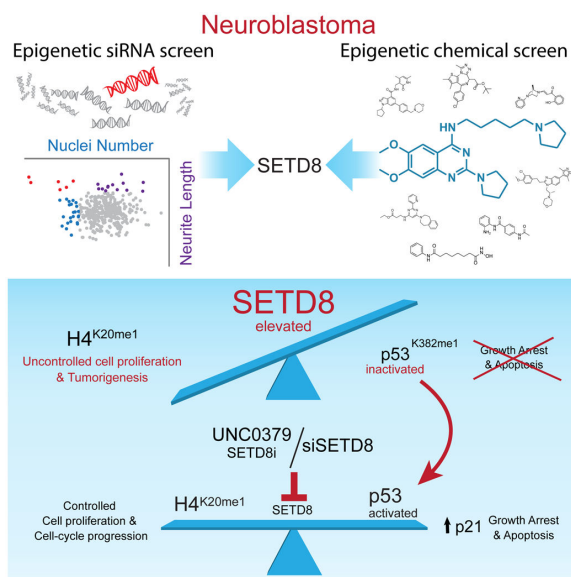 Neuroblastoma
Epigenetic siRNA screen
Epigenetic chemical screen
Nuclei Number
Neurite Length
SETD8
HN
N
O
O
N
N
N
SETD8
elevated
H4K20me1
Uncontrolled cell proliferation
& Tumorigenesis
p53K382me1
inactivated
Growth Arrest
& Apoptosis
UNC0379
SETD8i
/siSETD8
SETD8
Controlled
Cell proliferation &
Cell-cycle progression
H4K20me1
p53
activated
p21
Growth Arrest
& Apoptosis